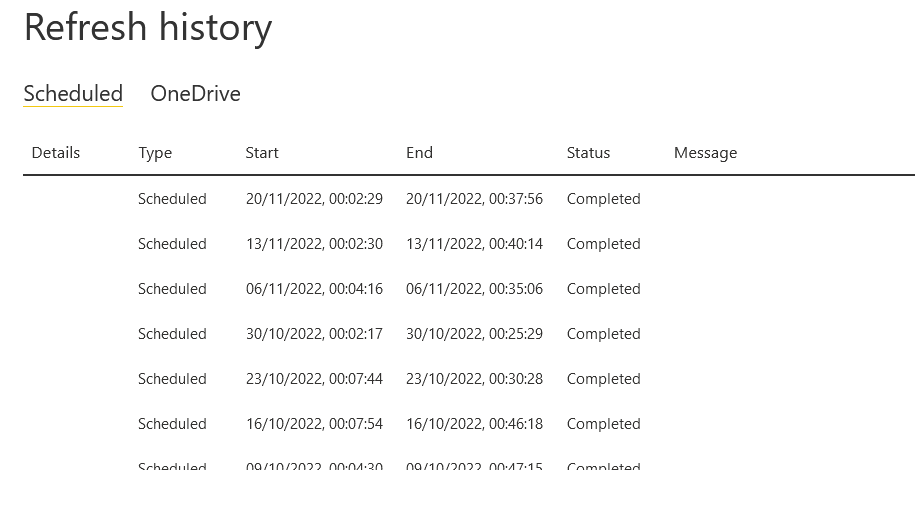 Refresh history
Scheduled OneDrive
Details Type Start End Status Message
Scheduled 20/11/2022, 00:02:29 20/11/2022, 00:37:56 Completed
Scheduled 13/11/2022, 00:02:30 13/11/2022, 00:40:14 Completed
Scheduled 06/11/2022, 00:04:16 06/11/2022, 00:35:06 Completed
Scheduled 30/10/2022, 00:02:17 30/10/2022, 00:25:29 Completed
Scheduled 23/10/2022, 00:07:44 23/10/2022, 00:30:28 Completed
Scheduled 16/10/2022, 00:07:54 16/10/2022, 00:46:18 Completed
Scheduled 09/10/2022, 00:04:30 09/10/2022, 00:47:15 Completed